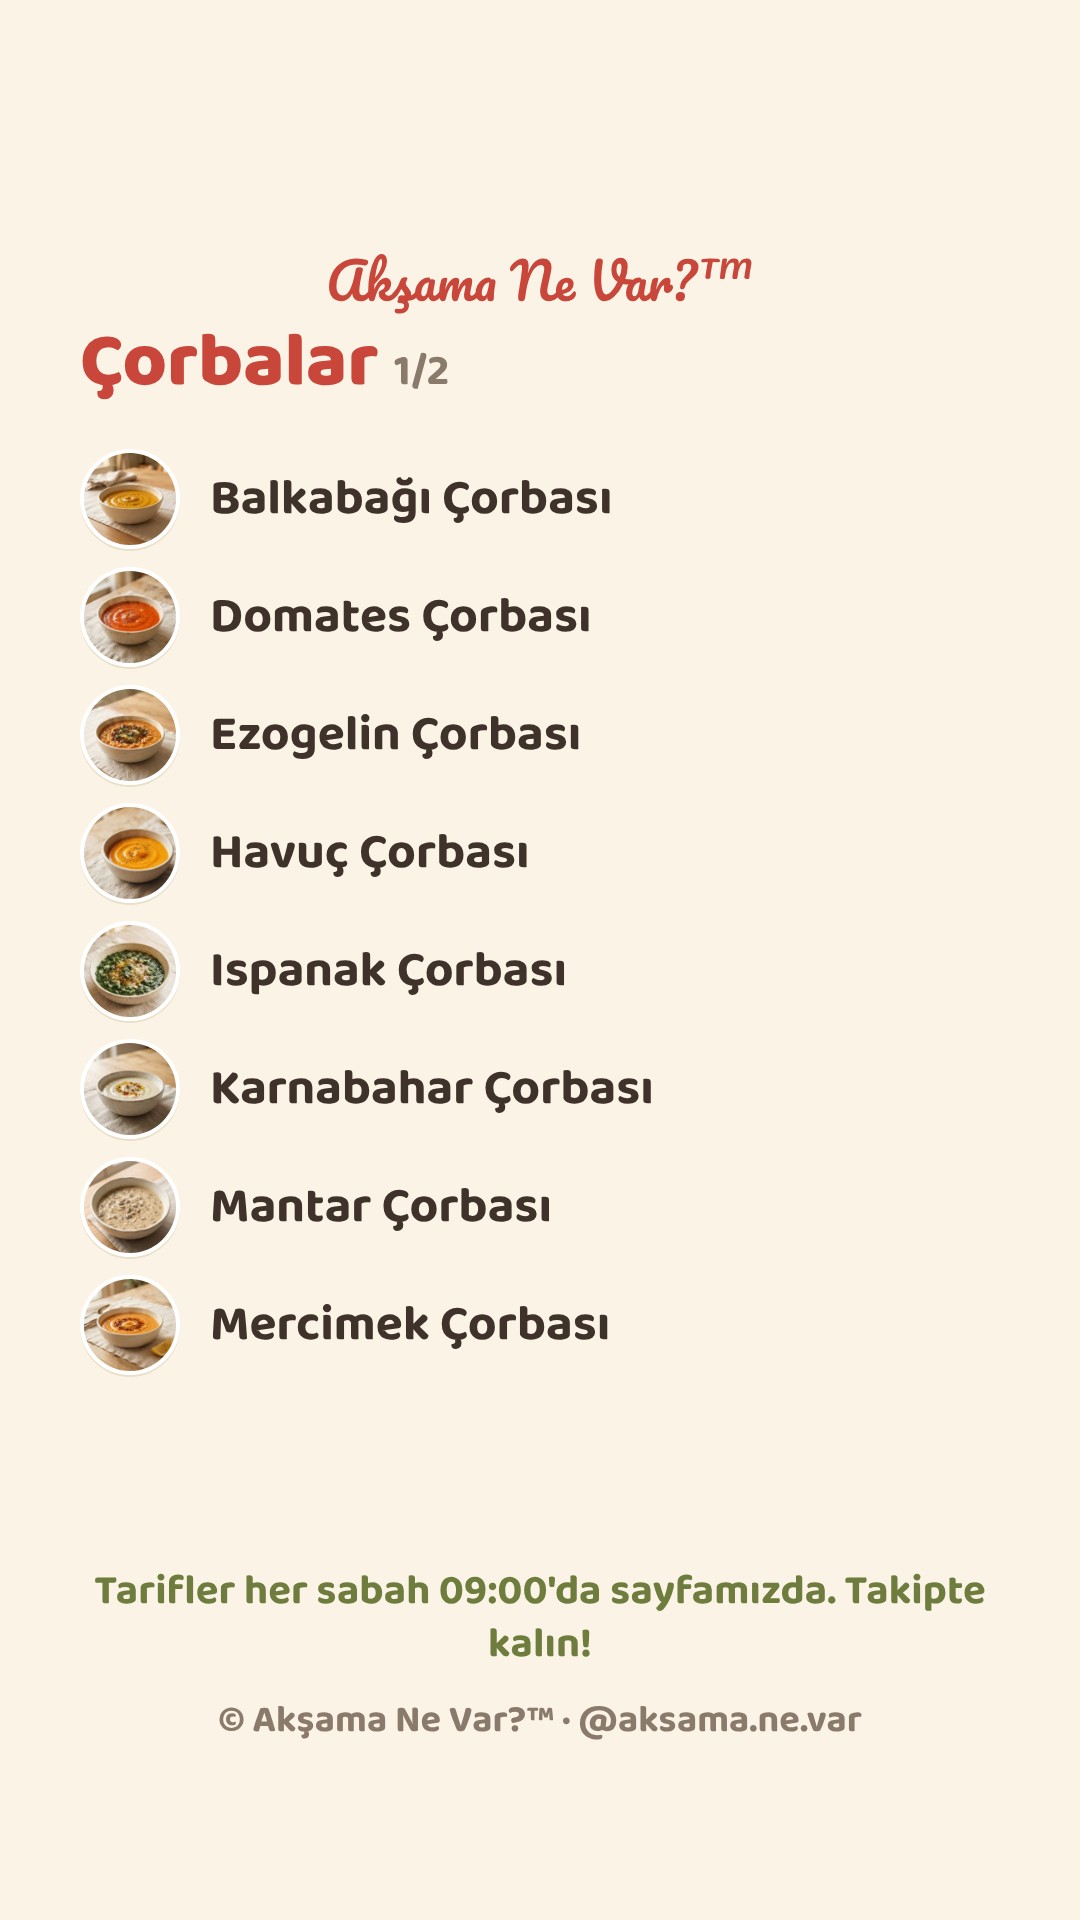 Akşama Ne Var?™
Çorbalar 1/2
Balkabağı Çorbası
Domates Çorbası
Ezogelin Çorbası
Havuç Çorbası
Ispanak Çorbası
Karnabahar Çorbası
Mantar Çorbası
Mercimek Çorbası
Tarifler her sabah 09:00'da sayfamızda. Takipte
kalın!
© Akşama Ne Var?™ · @aksama.ne.var